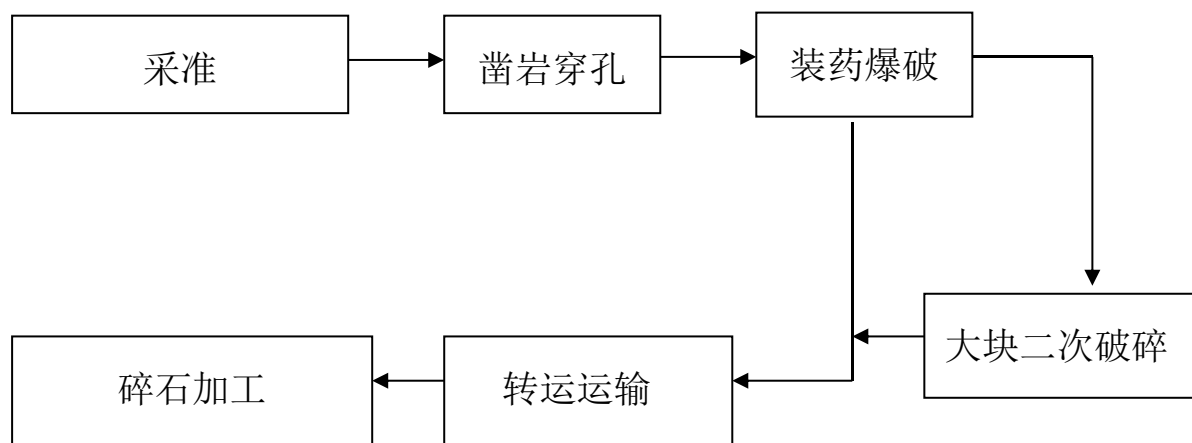 采准
凿岩穿孔
装药爆破
大块二次破碎
转运运输
碎石加工